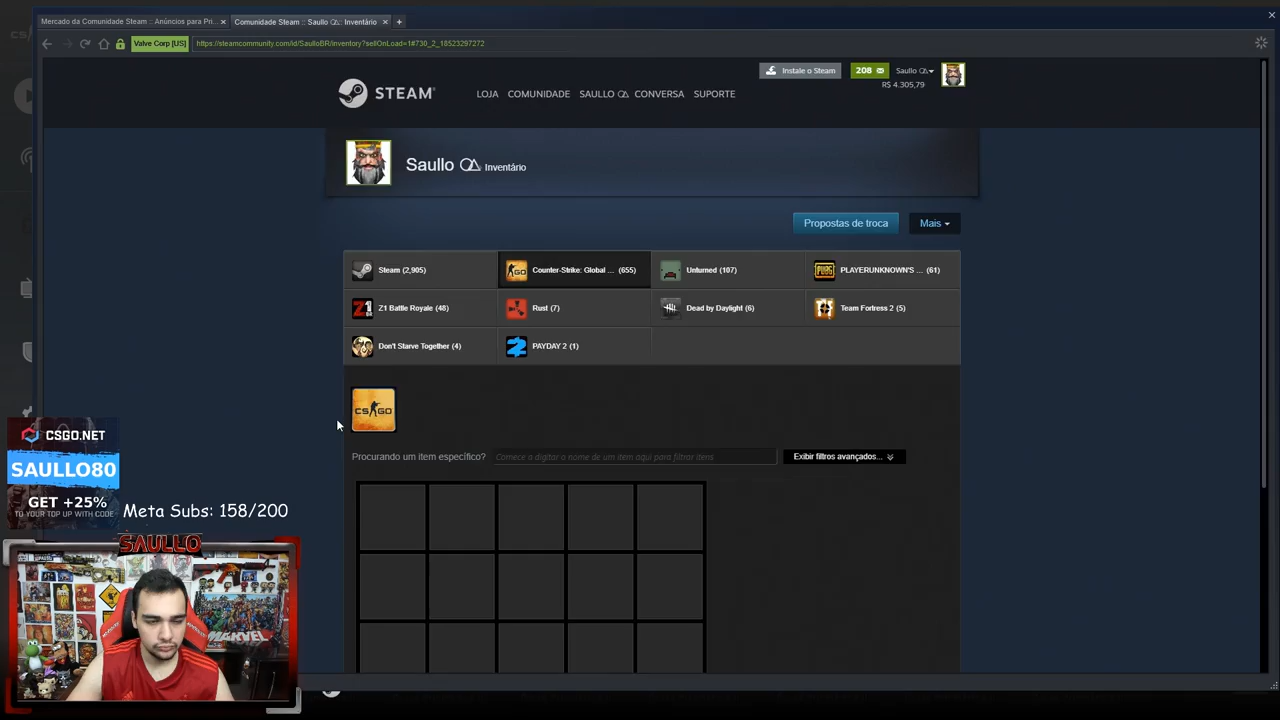 Mercado da Comunidade Steam :: Anúncios para Pri...
Comunidade Steam :: Saullo :: Inventário
Valve Corp [US]
https://steamcommunity.com/id/SaulloBR/inventory?sellOnLoad=1#730_2_18523297272
Instale o Steam
208
Saullo
R$ 4.305,79
STEAM
LOJA
COMUNIDADE
SAULLO
CONVERSA
SUPORTE
Saullo Inventário
Propostas de troca
Mais
Steam (2,905)
Counter-Strike: Global ... (655)
Unturned (107)
PLAYERUNKNOWN'S ... (61)
Z1 Battle Royale (48)
Rust (7)
Dead by Daylight (6)
Team Fortress 2 (5)
Don't Starve Together (4)
PAYDAY 2 (1)
CS GO
Procurando um item específico?
Comece a digitar o nome de um item aqui para filtrar itens
Exibir filtros avançados...
CSGO.NET
SAULLO80
GET +25%
TO YOUR TOP UP WITH CODE
Meta Subs: 158/200
SAULLO
MARVEL